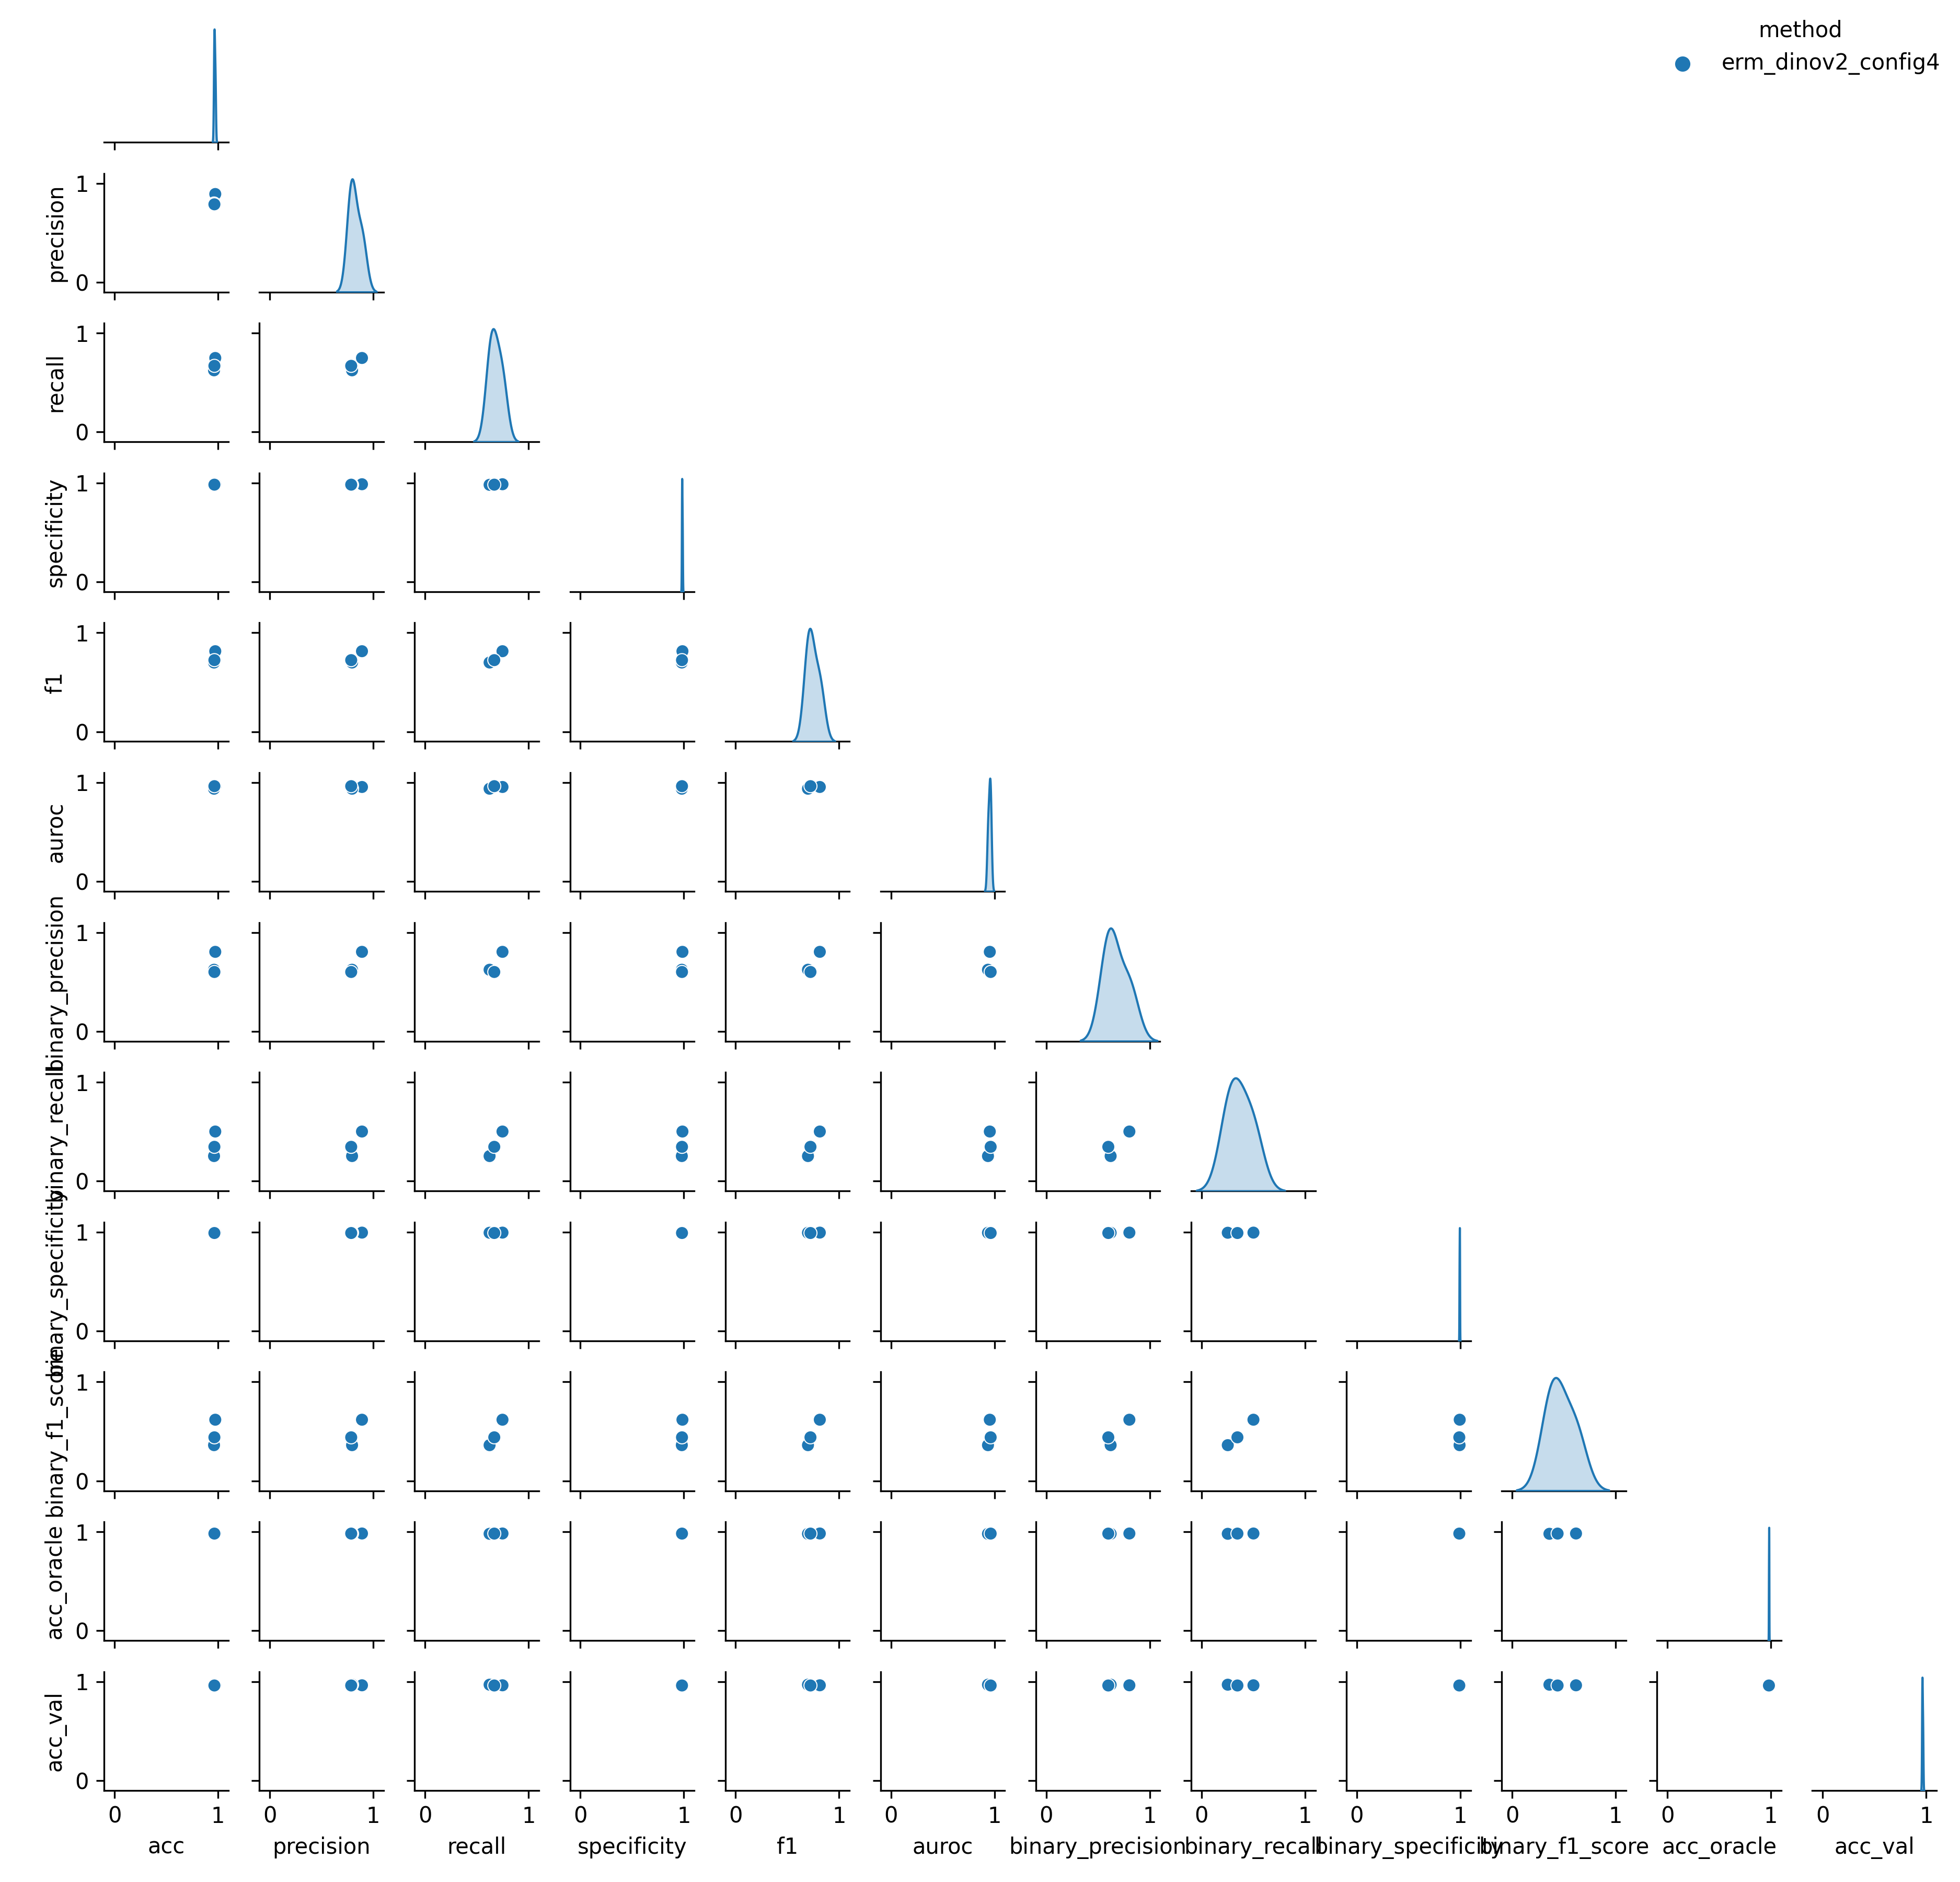 method
erm_dinov2_config4
1
0
precision
1
0
recall
1
0
specificity
1
0
f1
1
0
auroc
1
0
binary_precision
1
0
binary_recall
1
0
binary_specificity
1
0
binary_f1_score
1
0
acc_oracle
1
0
acc_val
0 1 0 1 0 1 0 1 0 1 0 1 0 1 0 1 0 1 0 1 0 1 0 1
acc precision recall specificity f1 auroc binary_precision binary_recall binary_specificity binary_f1_score acc_oracle acc_val